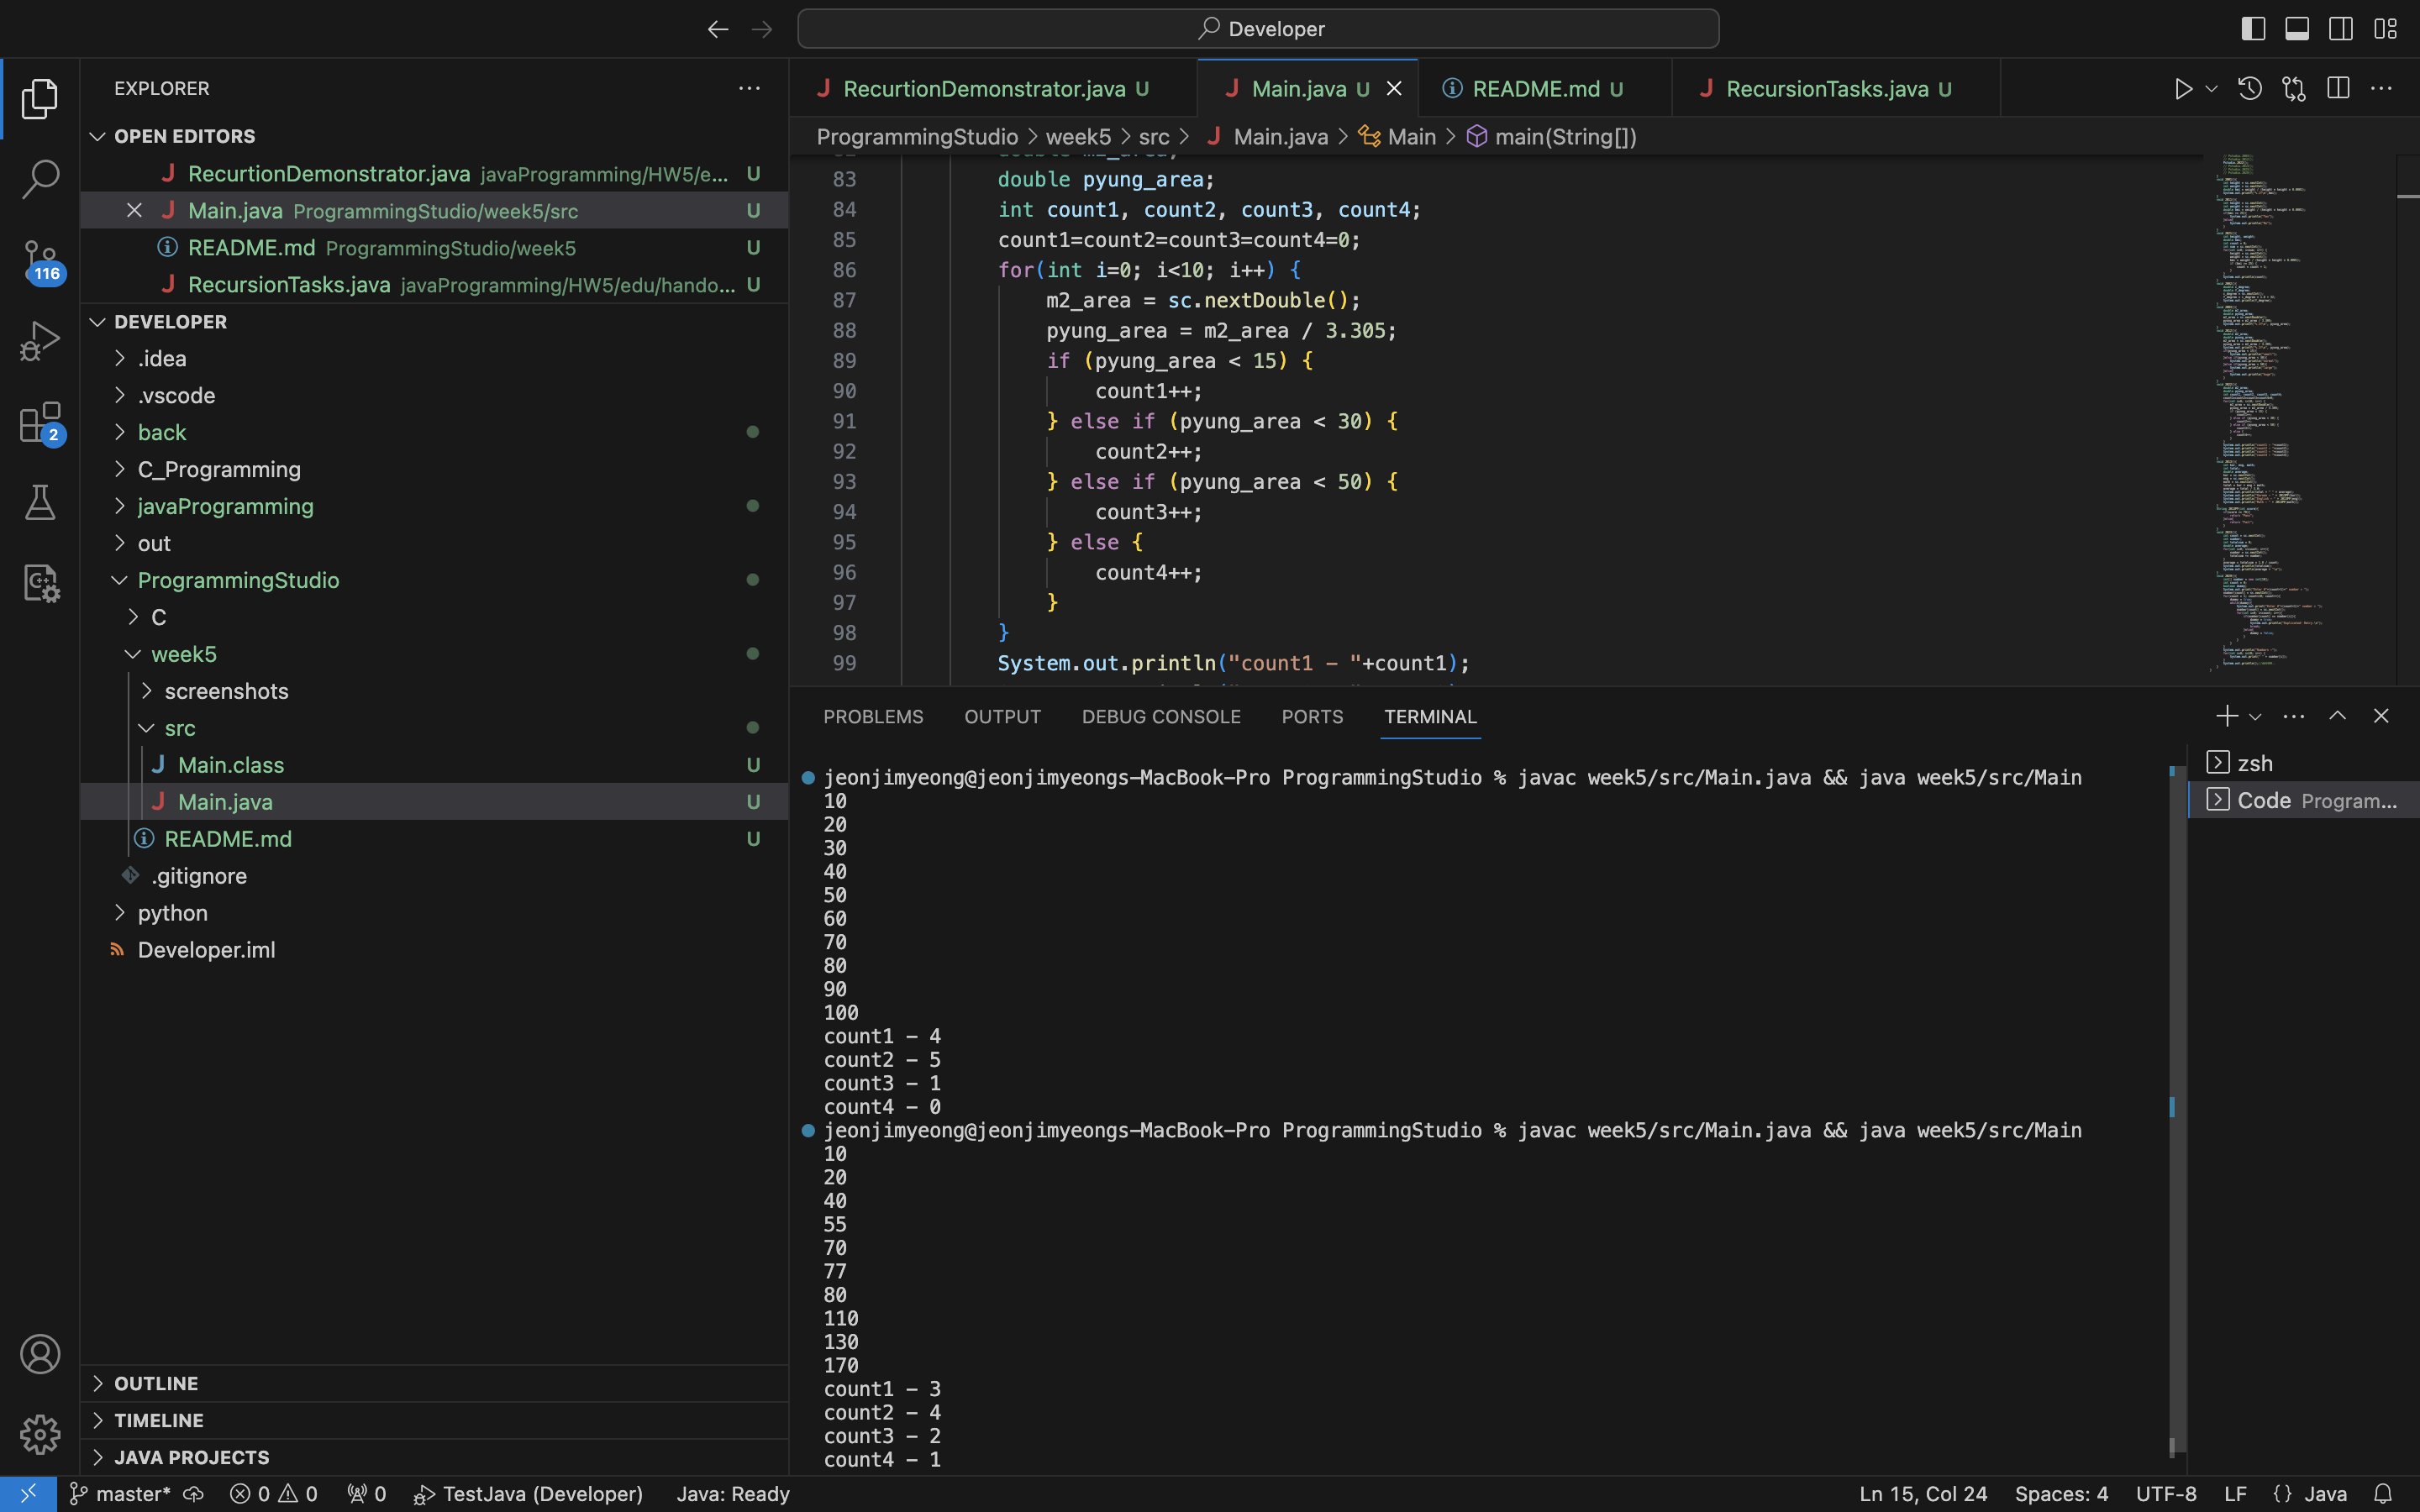 Developer
EXPLORER
OPEN EDITORS
RecurtionDemonstrator.java javaProgramming/HW5/e... U
Main.java ProgrammingStudio/week5/src U
README.md ProgrammingStudio/week5 U
RecursionTasks.java javaProgramming/HW5/edu/hando... U
DEVELOPER
.idea
.vscode
back
C_Programming
javaProgramming
out
ProgrammingStudio
C
week5
screenshots
src
Main.class U
Main.java U
README.md U
.gitignore
python
Developer.iml
OUTLINE
TIMELINE
JAVA PROJECTS
116
2
RecurtionDemonstrator.java U
Main.java U
README.md U
RecursionTasks.java U
ProgrammingStudio > week5 > src > Main.java > Main > main(String[])
83 double pyung_area;
84 int count1, count2, count3, count4;
85 count1=count2=count3=count4=0;
86 for(int i=0; i<10; i++) {
87 m2_area = sc.nextDouble();
88 pyung_area = m2_area / 3.305;
89 if (pyung_area < 15) {
90 count1++;
91 } else if (pyung_area < 30) {
92 count2++;
93 } else if (pyung_area < 50) {
94 count3++;
95 } else {
96 count4++;
97 }
98 }
99 System.out.println("count1 - "+count1);
PROBLEMS OUTPUT DEBUG CONSOLE PORTS TERMINAL
jeonjimyeong@jeonjimyeongs-MacBook-Pro ProgrammingStudio % javac week5/src/Main.java && java week5/src/Main
10
20
30
40
50
60
70
80
90
100
count1 - 4
count2 - 5
count3 - 1
count4 - 0
jeonjimyeong@jeonjimyeongs-MacBook-Pro ProgrammingStudio % javac week5/src/Main.java && java week5/src/Main
10
20
40
55
70
77
80
110
130
170
count1 - 3
count2 - 4
count3 - 2
count4 - 1
zsh
Code Program...
master* 0 0 0 TestJava (Developer) Java: Ready
Ln 15, Col 24 Spaces: 4 UTF-8 LF {} Java